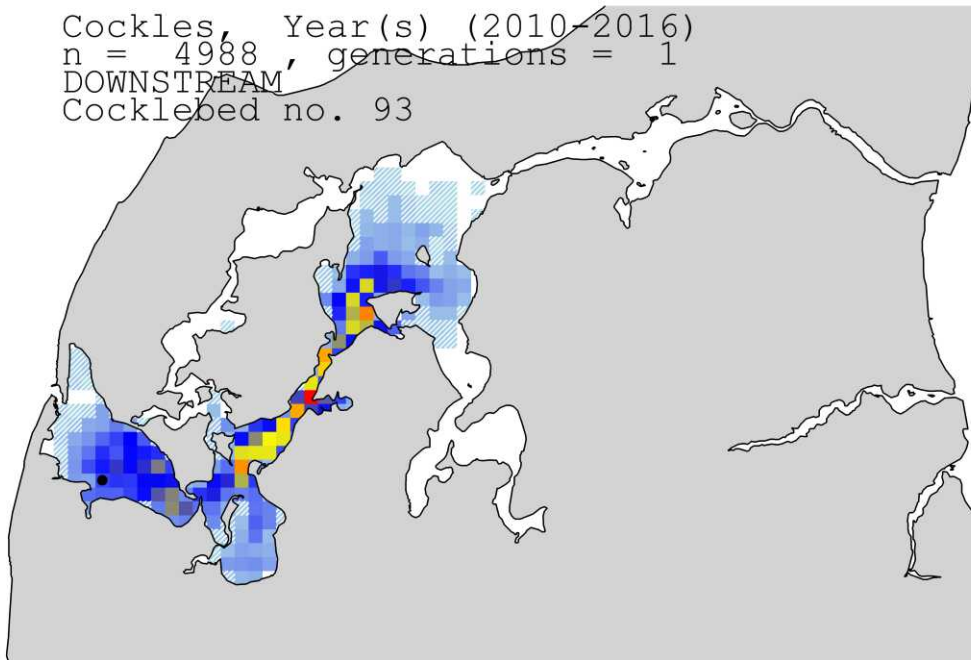 Cockles, Year(s) (2010-2016)
n = 4988 , generations = 1
DOWNSTREAM
Cocklebed no. 93